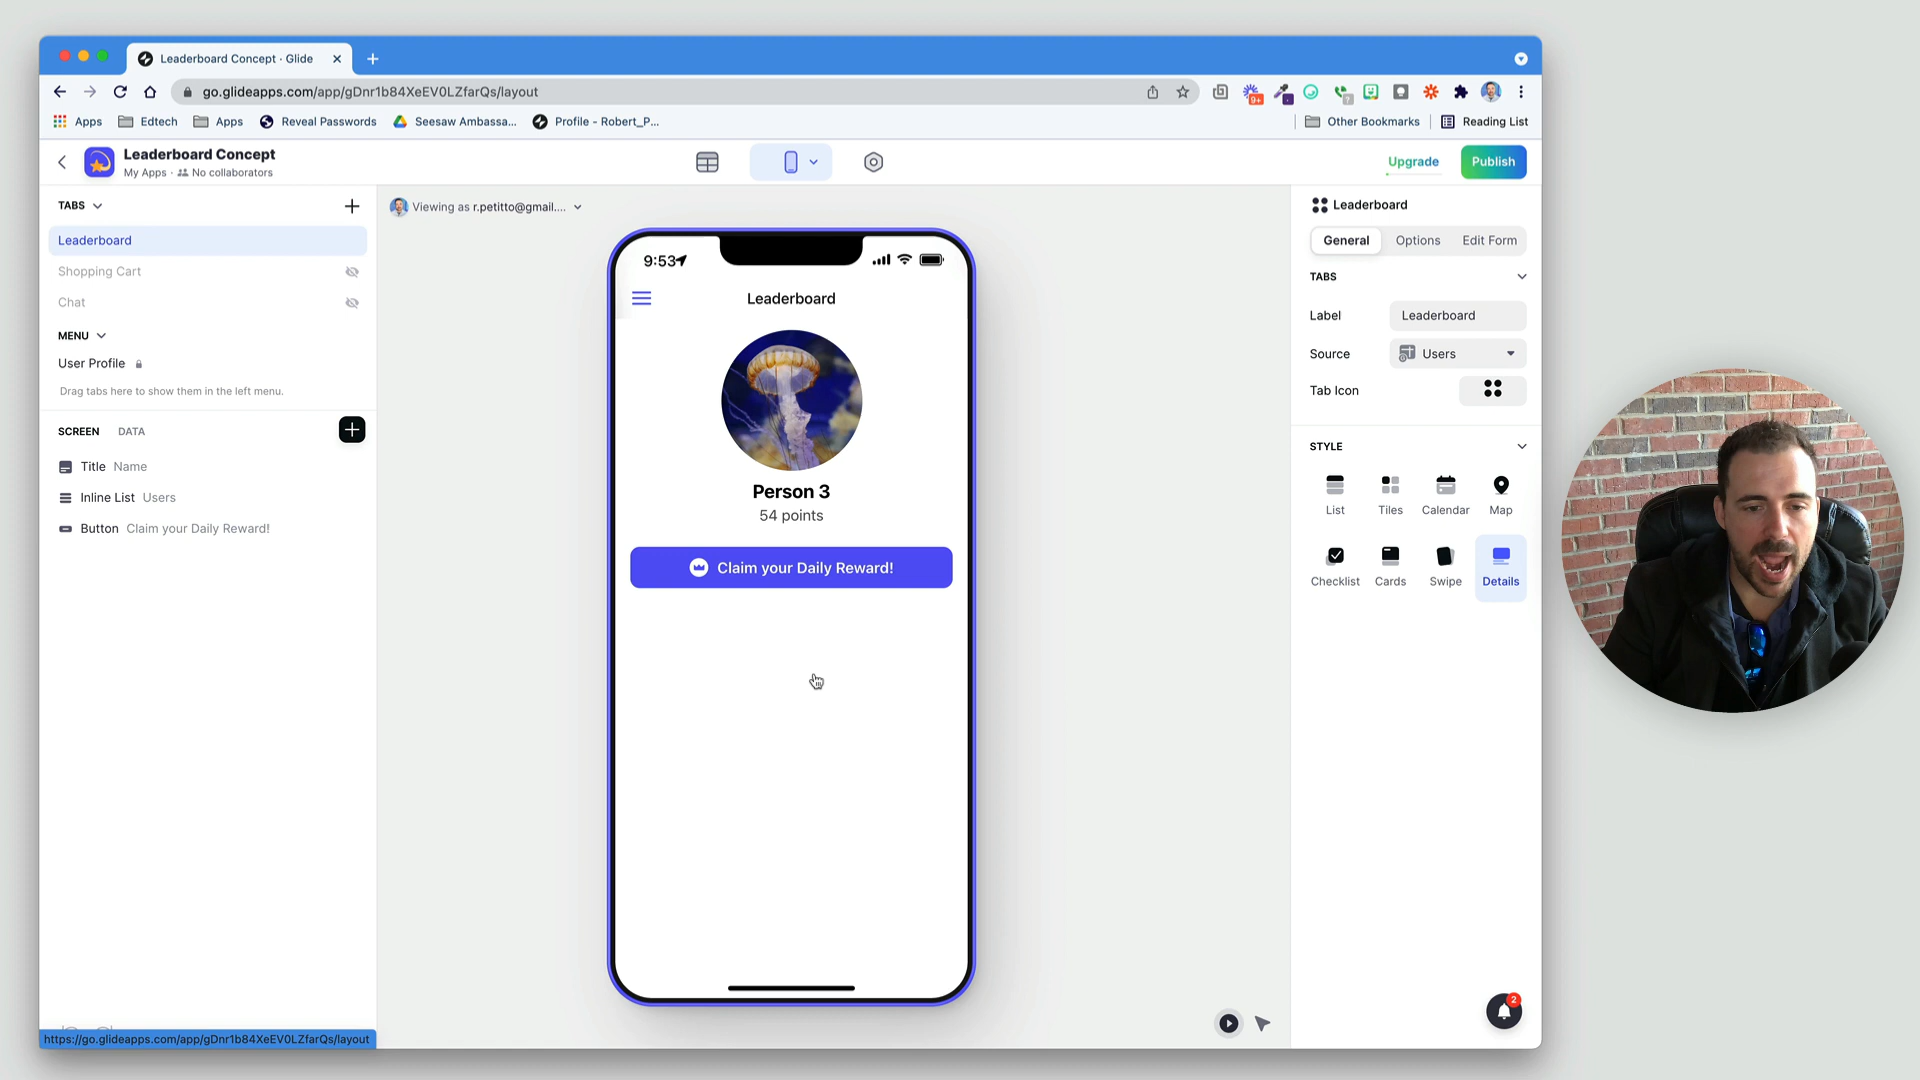 Leaderboard Concept · Glide
go.glideapps.com/app/gDnr1b84XeEV0LZfarQs/layout
9+
7
Apps
Edtech
Apps
Reveal Passwords
Seesaw Ambassa...
Profile - Robert_P...
Other Bookmarks
Reading List
Leaderboard Concept
My Apps · No collaborators
Upgrade
Publish
TABS
Leaderboard
Shopping Cart
Chat
MENU
User Profile
Drag tabs here to show them in the left menu.
SCREEN DATA
Title Name
Inline List Users
Button Claim your Daily Reward!
https://go.glideapps.com/app/gDnr1b84XeEV0LZfarQs/layout
Viewing as r.petitto@gmail....
9:53
Leaderboard
Person 3
54 points
Claim your Daily Reward!
Leaderboard
General Options Edit Form
TABS
Label Leaderboard
Source Users
Tab Icon
STYLE
List Tiles Calendar Map
Checklist Cards Swipe Details
2